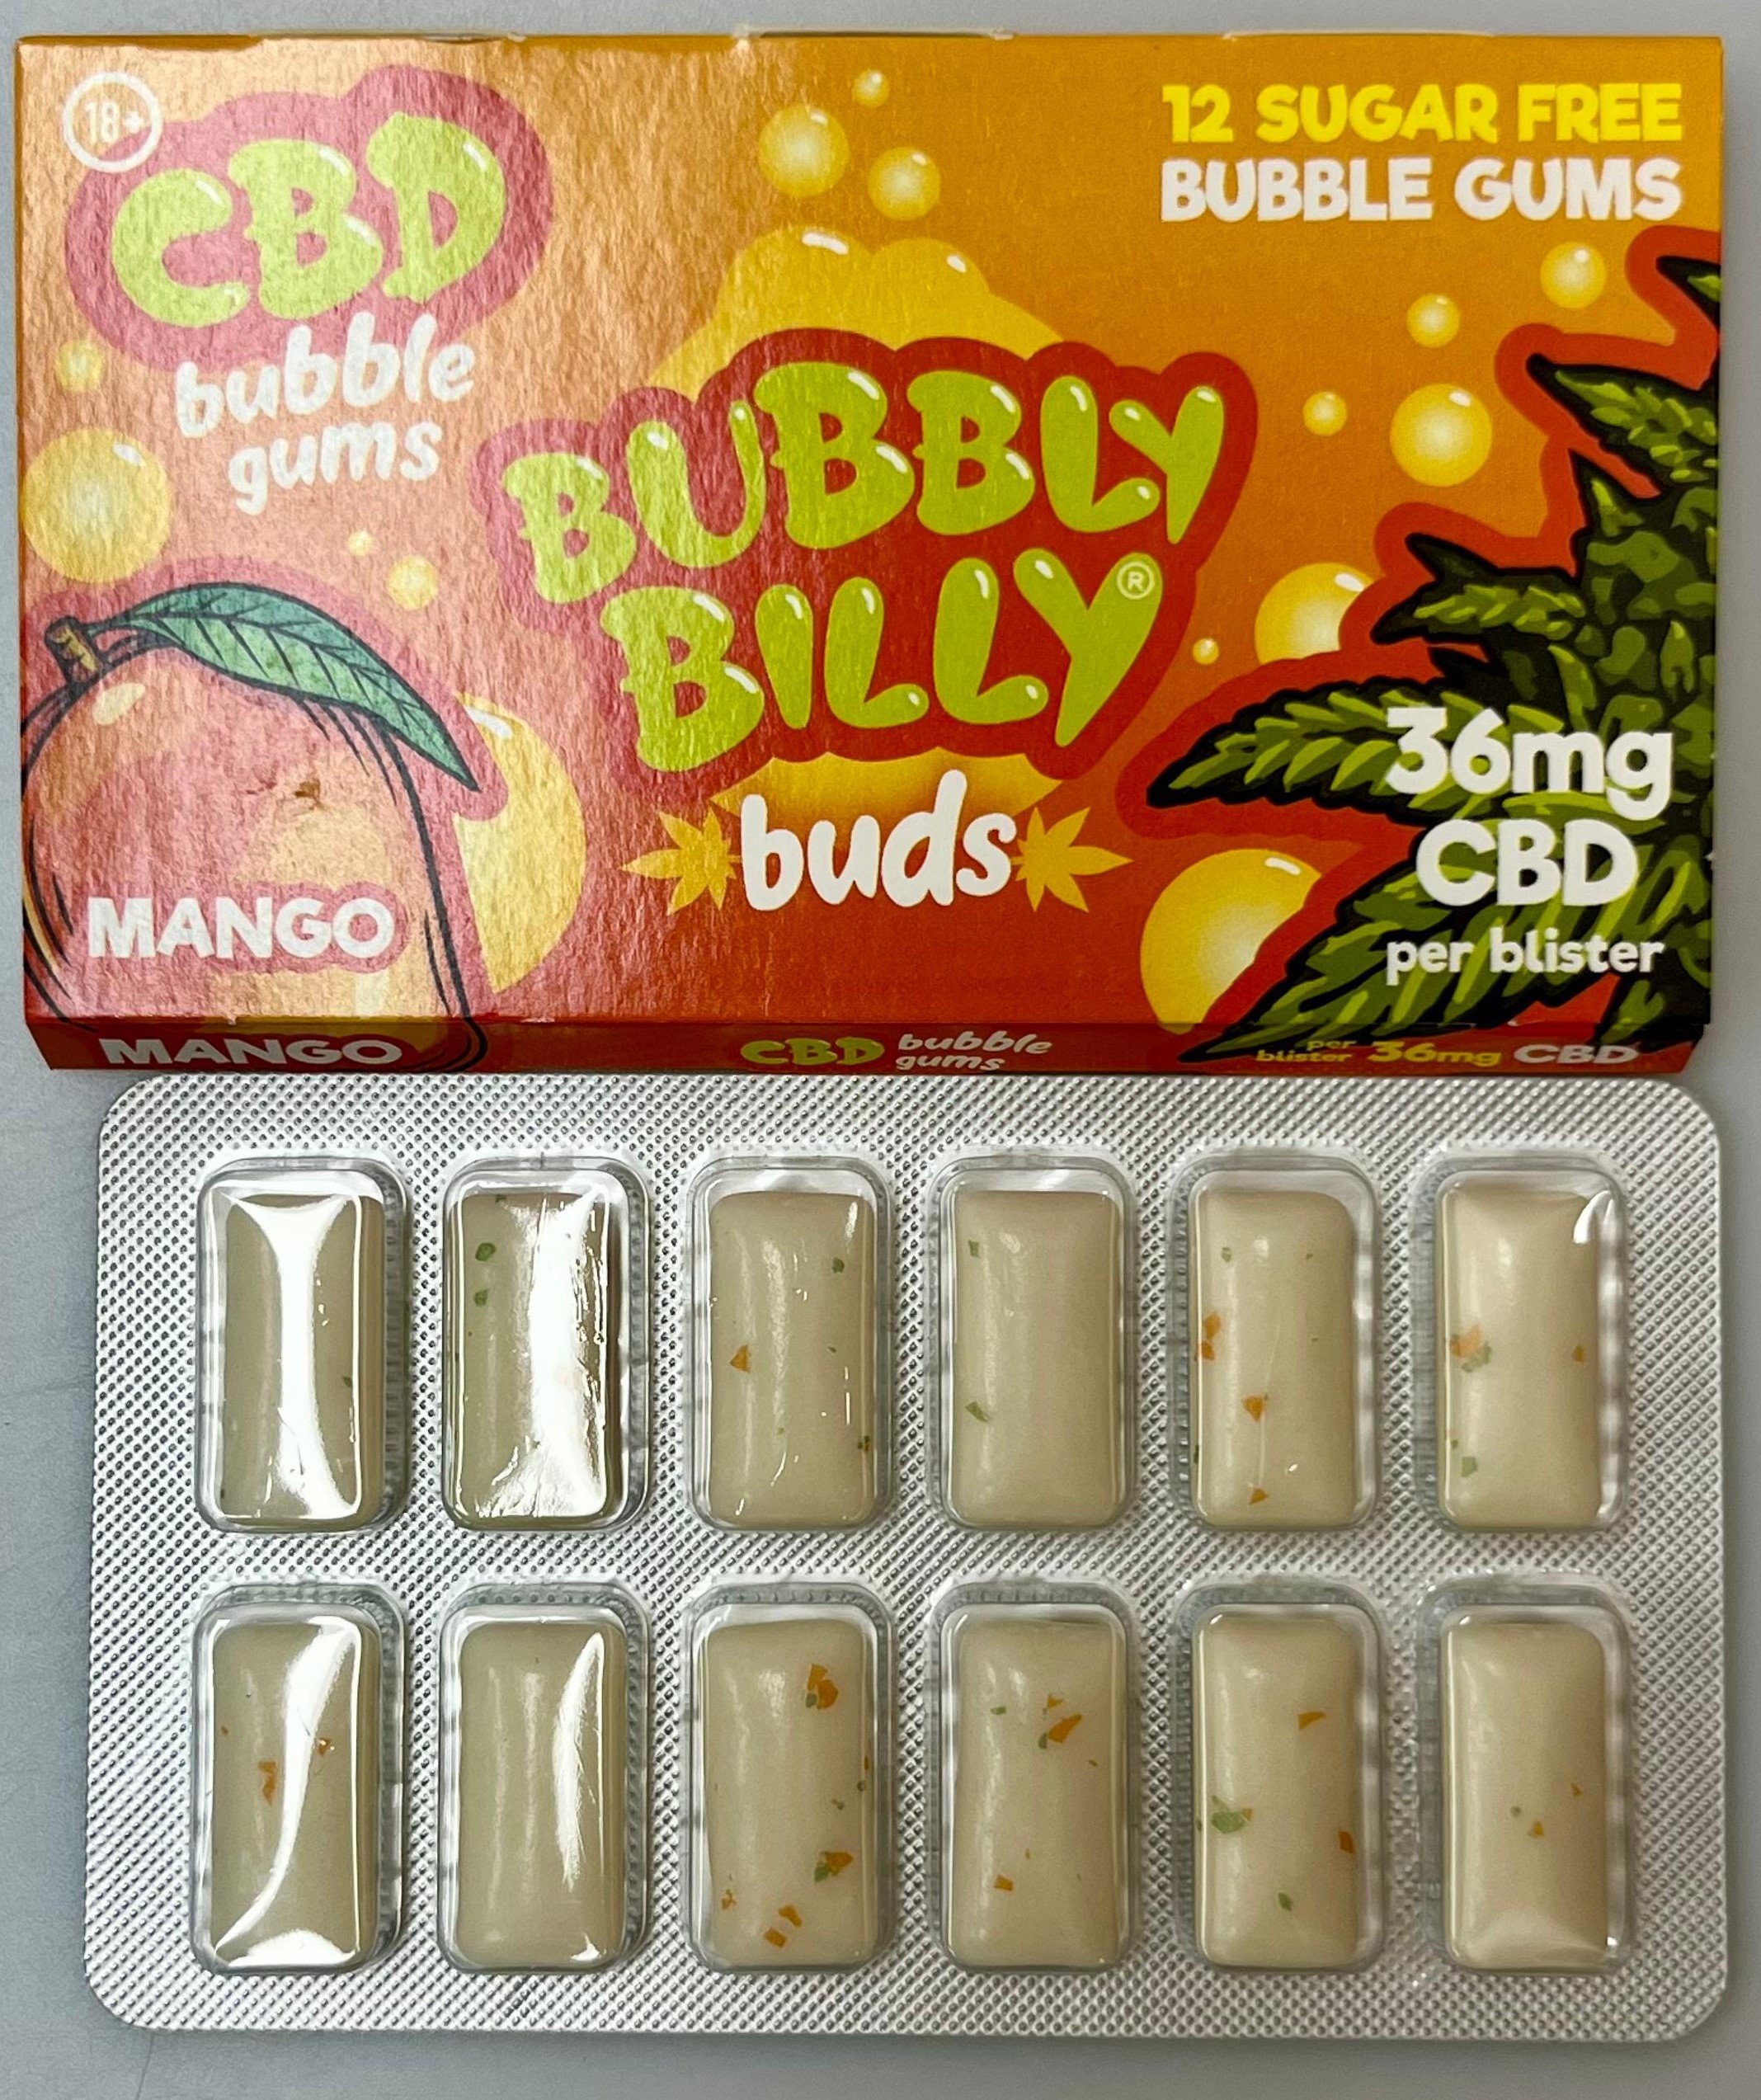 18+
CBD
bubble
gums
12 SUGAR FREE
BUBBLE GUMS
BUBBLY
BILLY®
buds
MANGO
36mg
CBD
per blister
MANGO
CBD bubble
gums
per
blister 36mg CBD